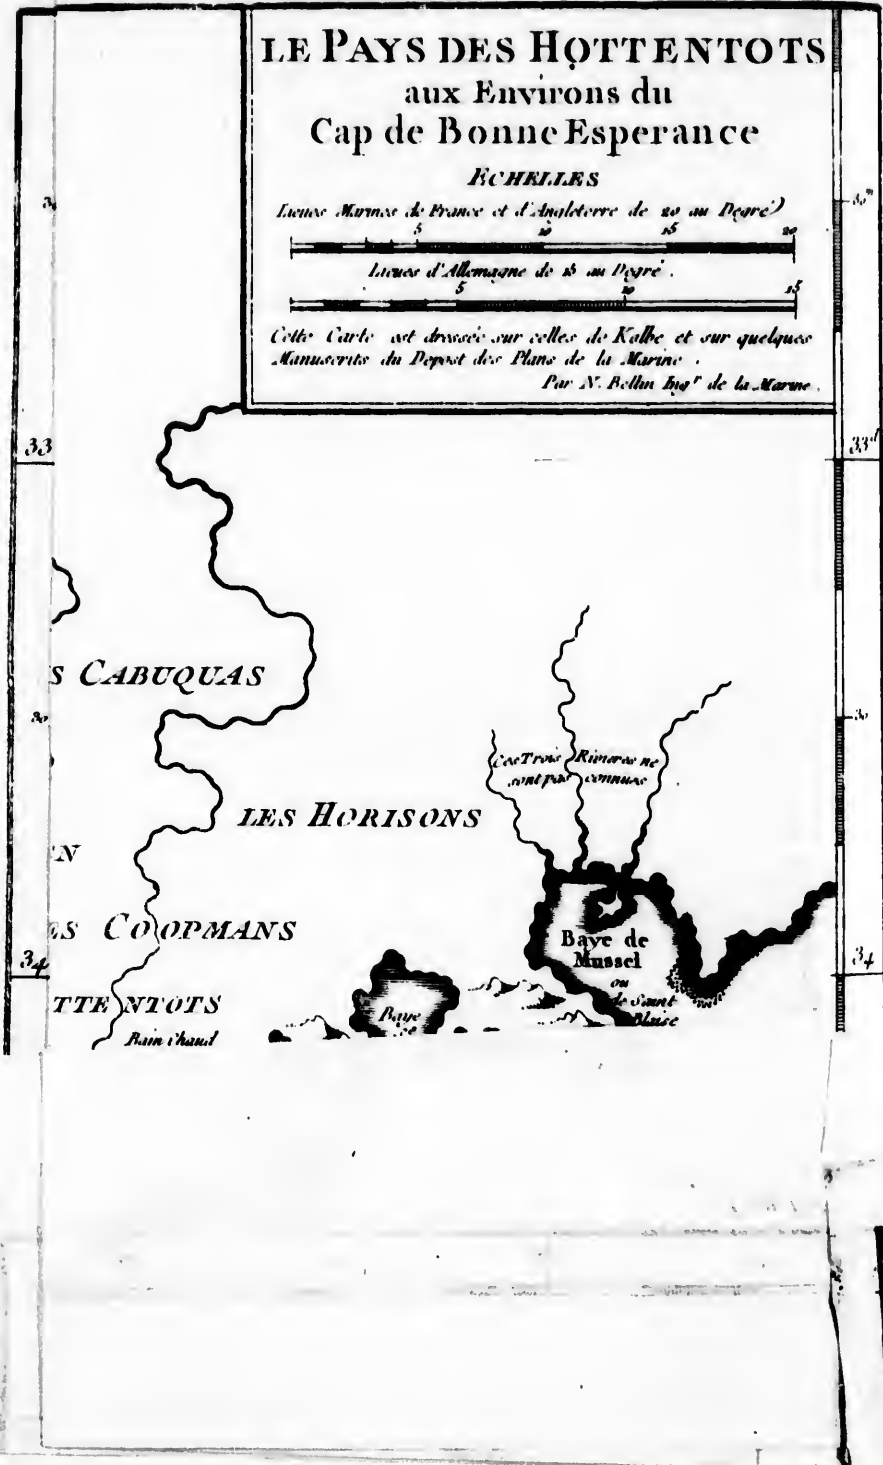 LE PAYS DES HOTTENTOTS
aux Environs du
Cap de Bonne Esperance
ECHELLES
Lieues Marines de France et d'Angleterre de 20 au Degré
5 10 15 20
Lieues d'Allemagne de 15 au Degré.
5 10 15
Cette Carte est dressée sur celles de Kolbe et sur quelques
Manuscrits du Depost des Plans de la Marine.
Par N. Bellin Ingr. de la Marine.
33
33d
S CABUQUAS
30
30
Ces Trois Rivieres ne
sont pas connues
LES HORISONS
N
ES COOPMANS
Baye de
Mussel
ou
de Saint
Blaise
34
34
TTENTOTS
Bain Chaud
Baye